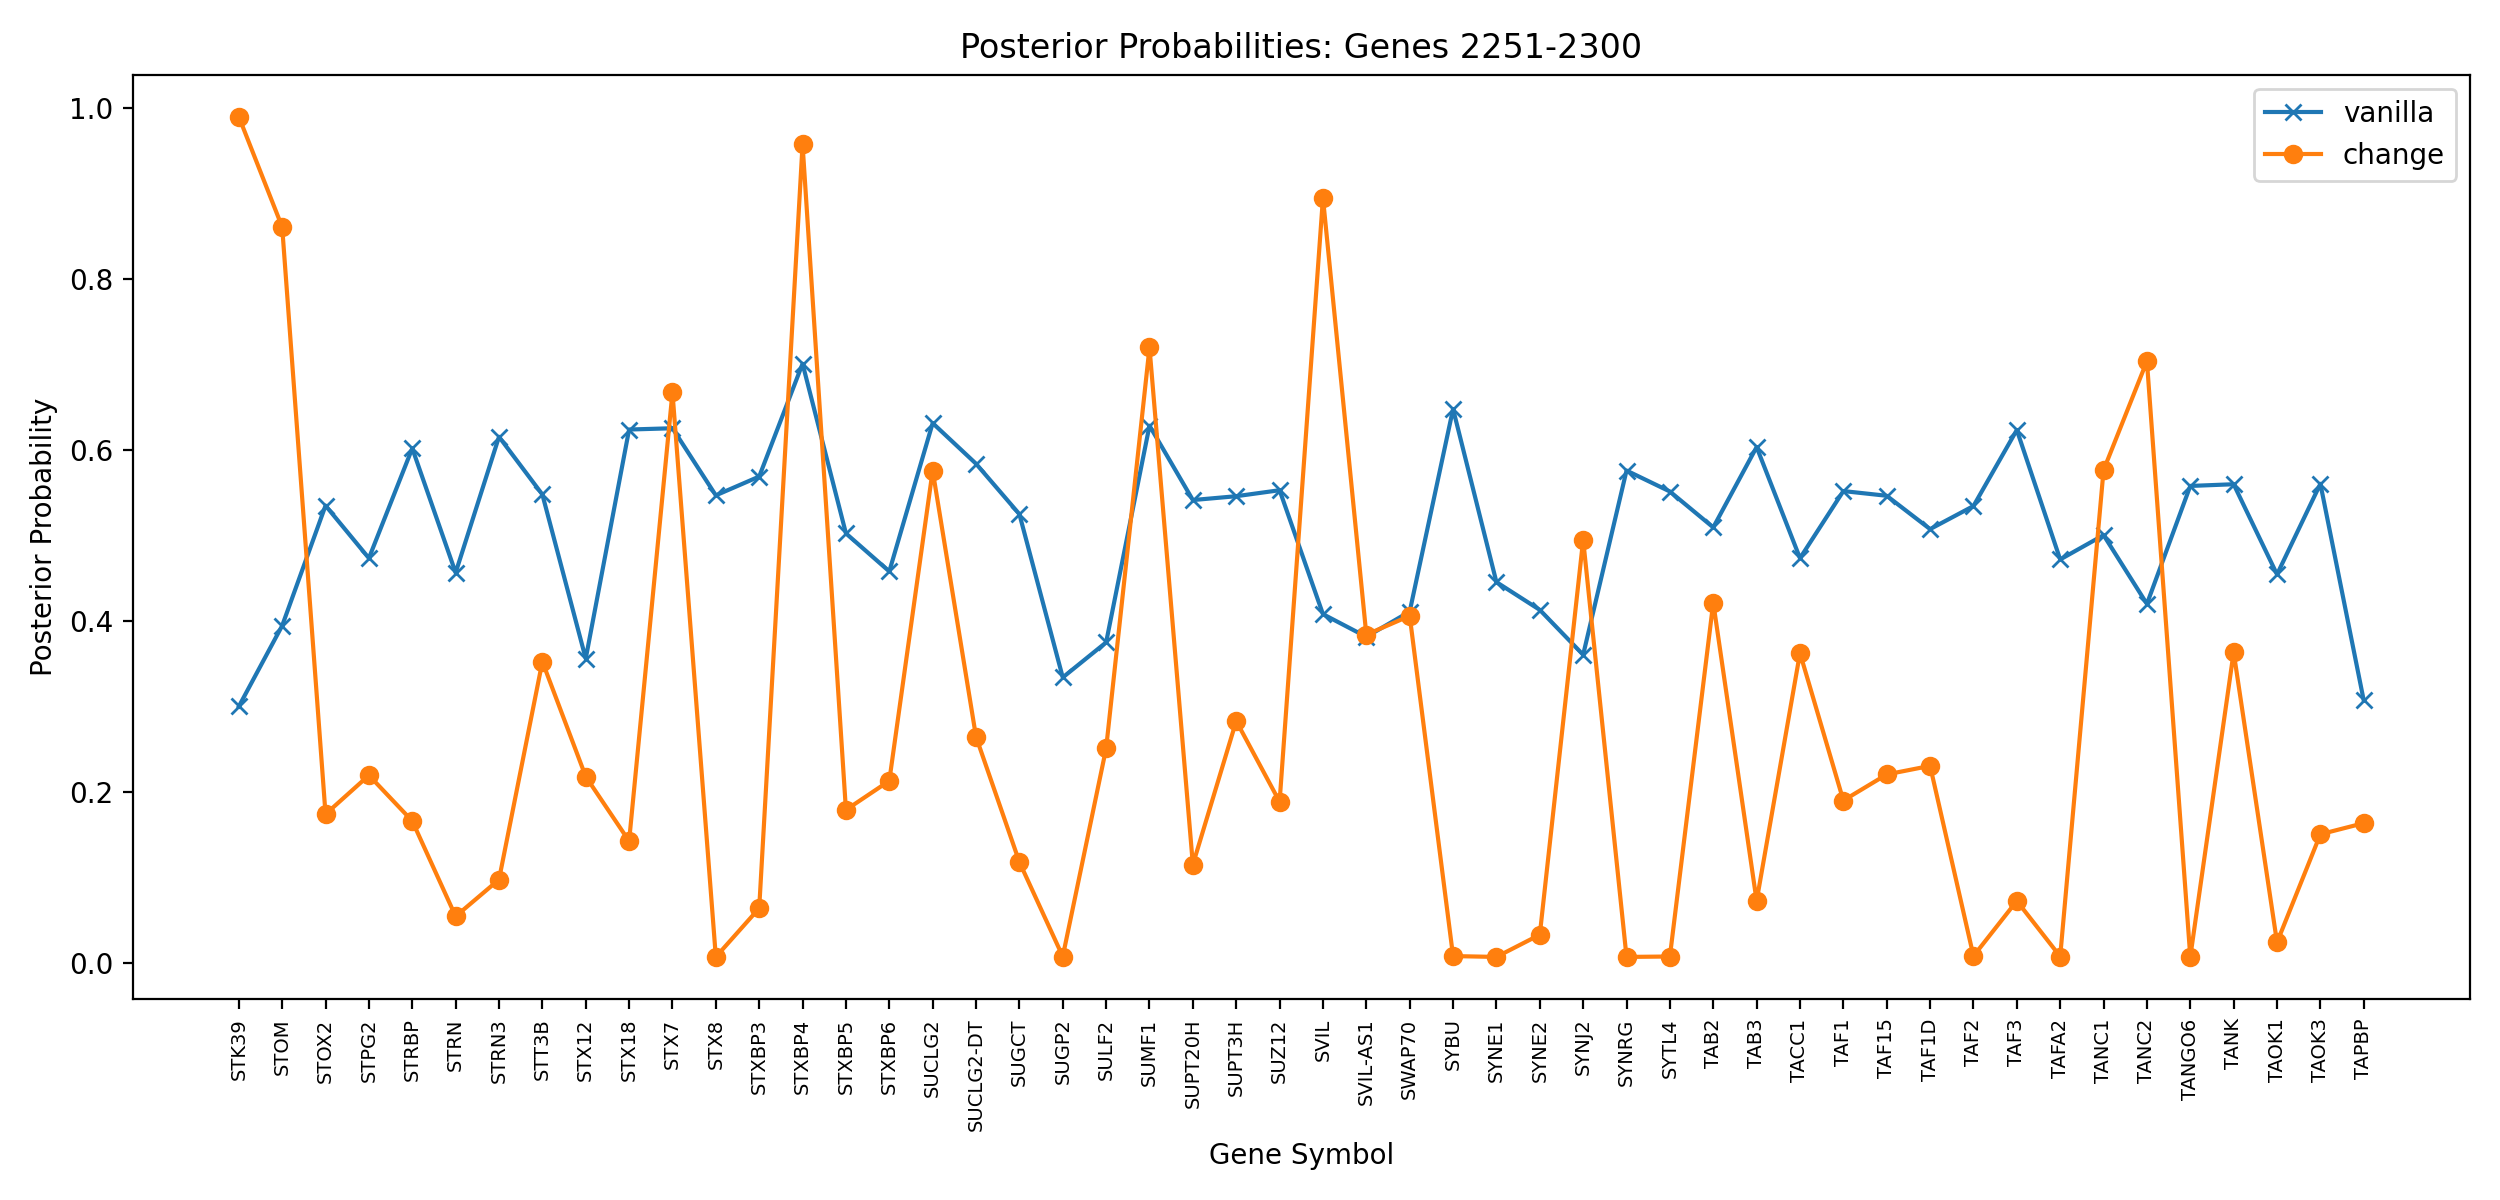 Posterior Probabilities: Genes 2251-2300
vanilla
change
Posterior Probability
1.0
0.8
0.6
0.4
0.2
0.0
STK39
STOM
STOX2
STPG2
STRBP
STRN
STRN3
STT3B
STX12
STX18
STX7
STX8
STXBP3
STXBP4
STXBP5
STXBP6
SUCLG2
SUCLG2-DT
SUGCT
SUGP2
SULF2
SUMF1
SUPT20H
SUPT3H
SUZ12
SVIL
SVIL-AS1
SWAP70
SYBU
SYNE1
SYNE2
SYNJ2
SYNRG
SYTL4
TAB2
TAB3
TACC1
TAF1
TAF15
TAF1D
TAF2
TAF3
TAFA2
TANC1
TANC2
TANGO6
TANK
TAOK1
TAOK3
TAPBP
Gene Symbol